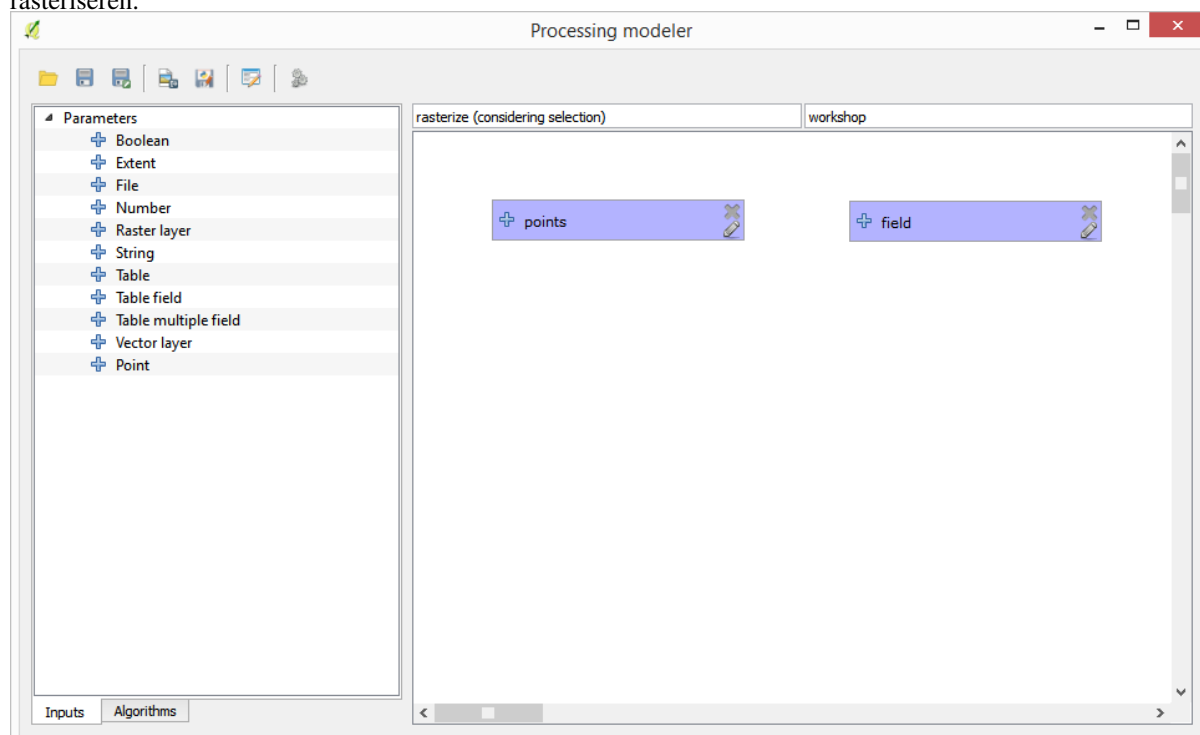 rasteriseren.
Processing modeler
Parameters
Boolean
Extent
File
Number
Raster layer
String
Table
Table field
Table multiple field
Vector layer
Point
Inputs
Algorithms
rasterize (considering selection)
workshop
points
field